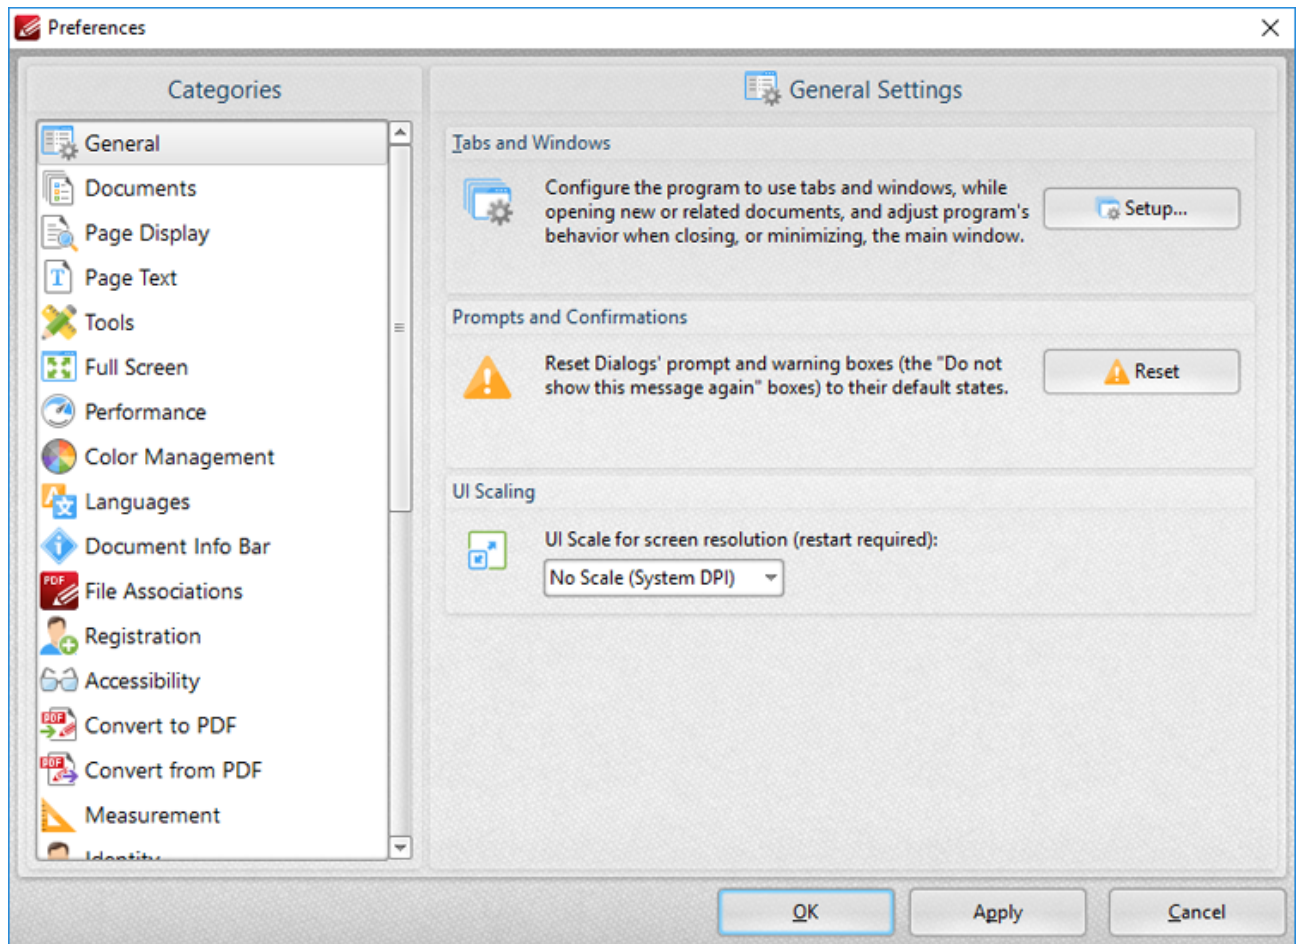 Preferences
Categories
General
Documents
Page Display
Page Text
Tools
Full Screen
Performance
Color Management
Languages
Document Info Bar
PDF
File Associations
Registration
Accessibility
PDF
Convert to PDF
PDF
Convert from PDF
Measurement
Identity
General Settings
Tabs and Windows
Configure the program to use tabs and windows, while
opening new or related documents, and adjust program's
behavior when closing, or minimizing, the main window.
Setup...
Prompts and Confirmations
Reset Dialogs' prompt and warning boxes (the "Do not
show this message again" boxes) to their default states.
Reset
UI Scaling
UI Scale for screen resolution (restart required):
No Scale (System DPI)
OK
Apply
Cancel